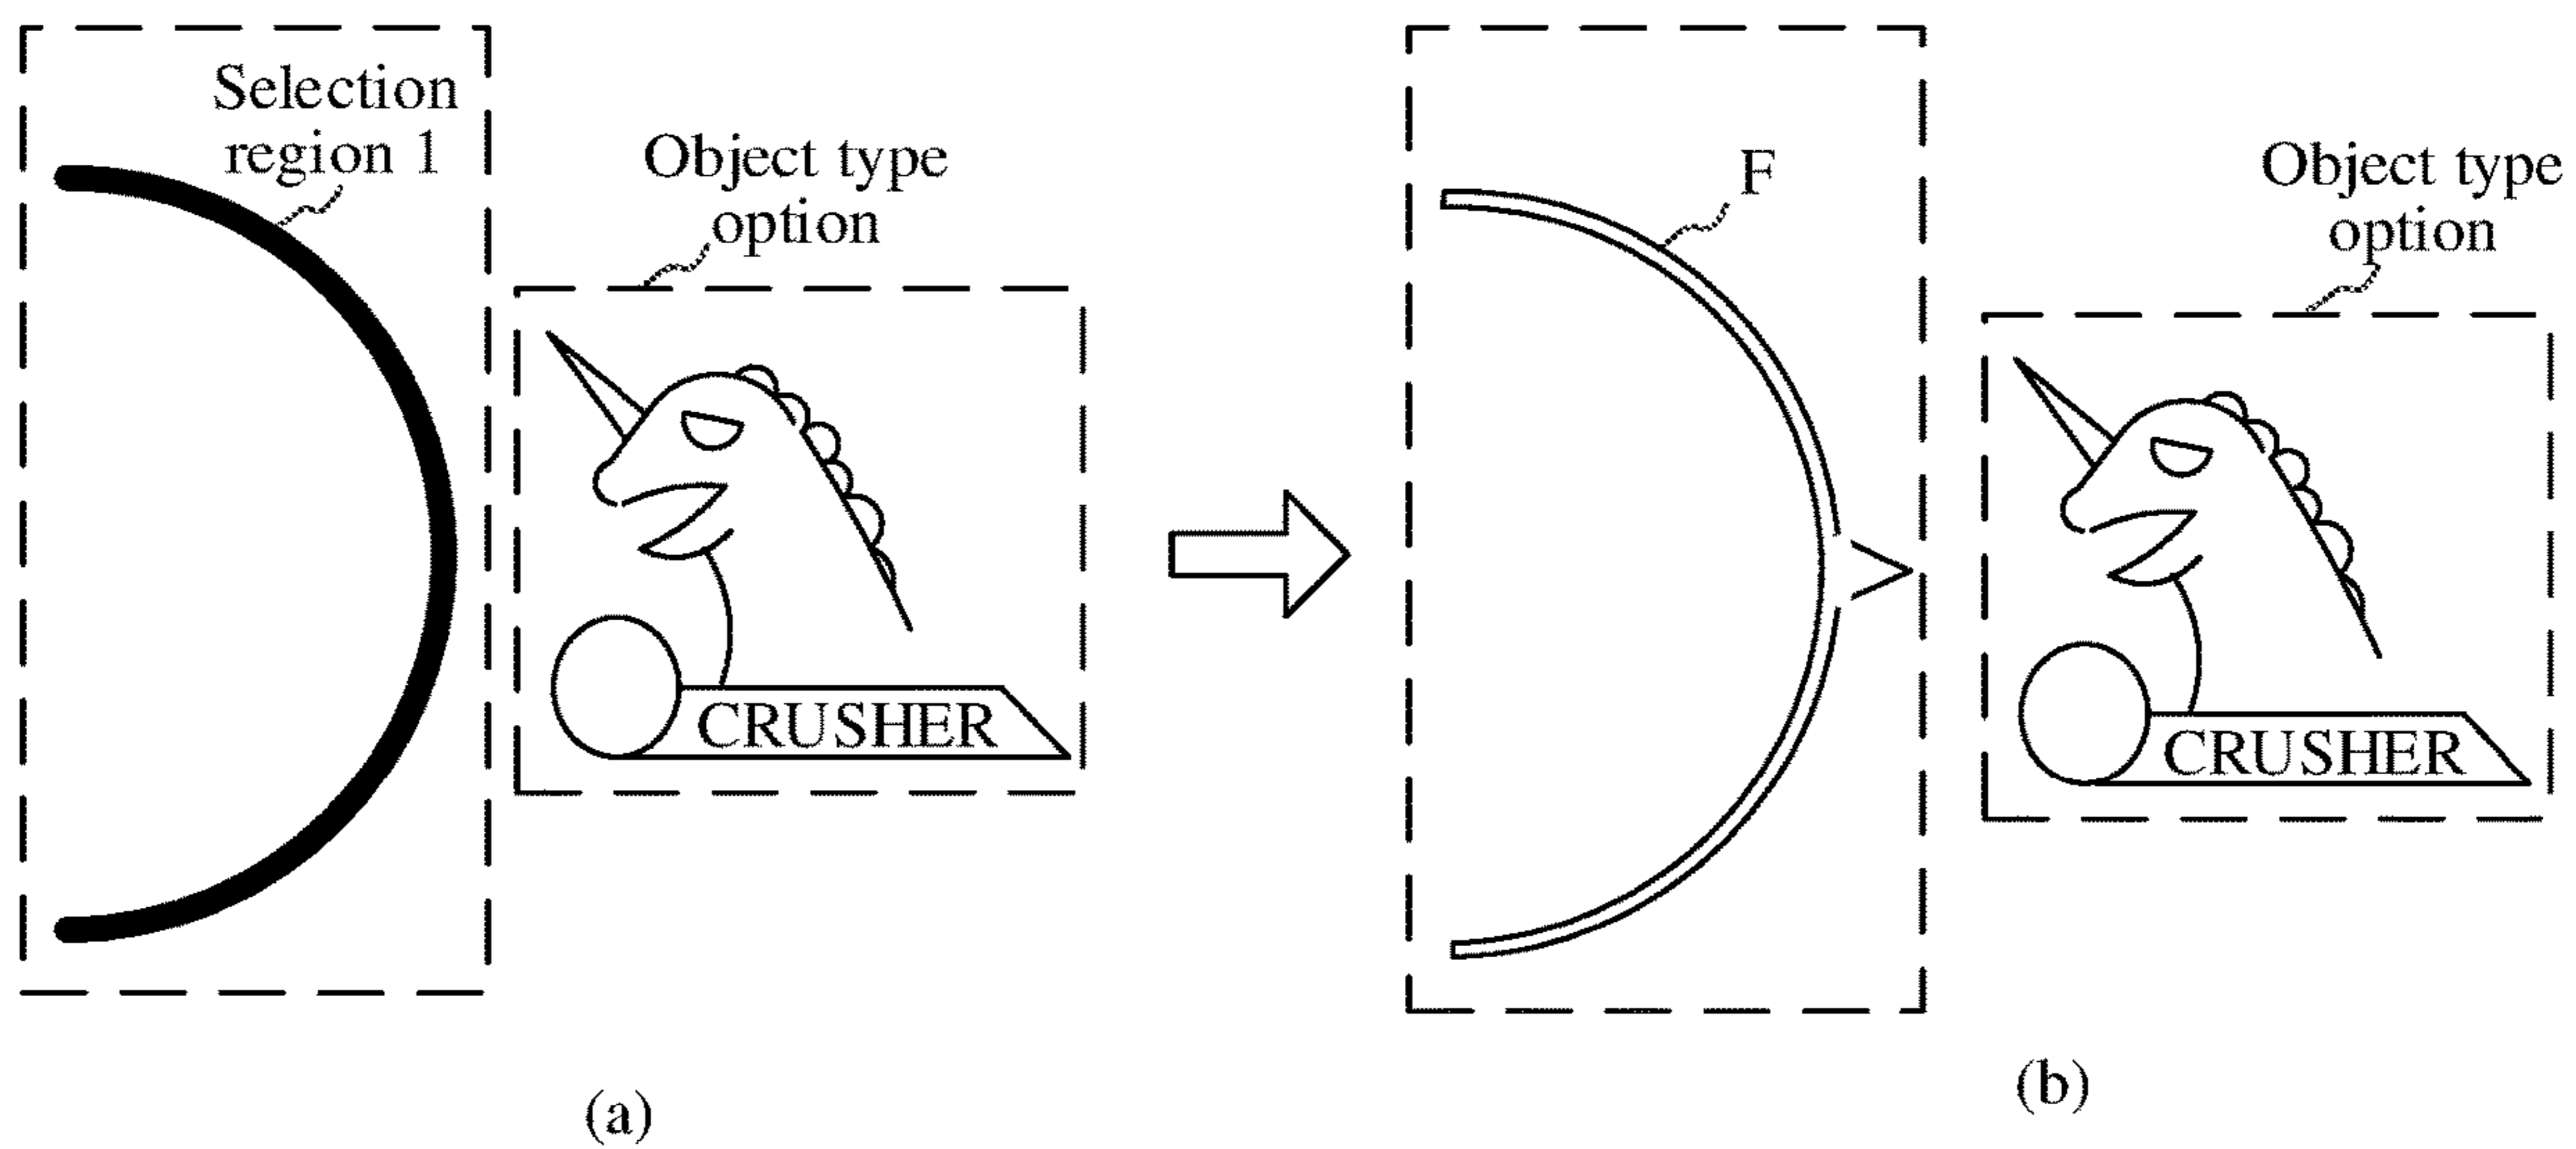 Selection
region 1
Object type
option
CRUSHER
(a)
F
Object type
option
CRUSHER
(b)